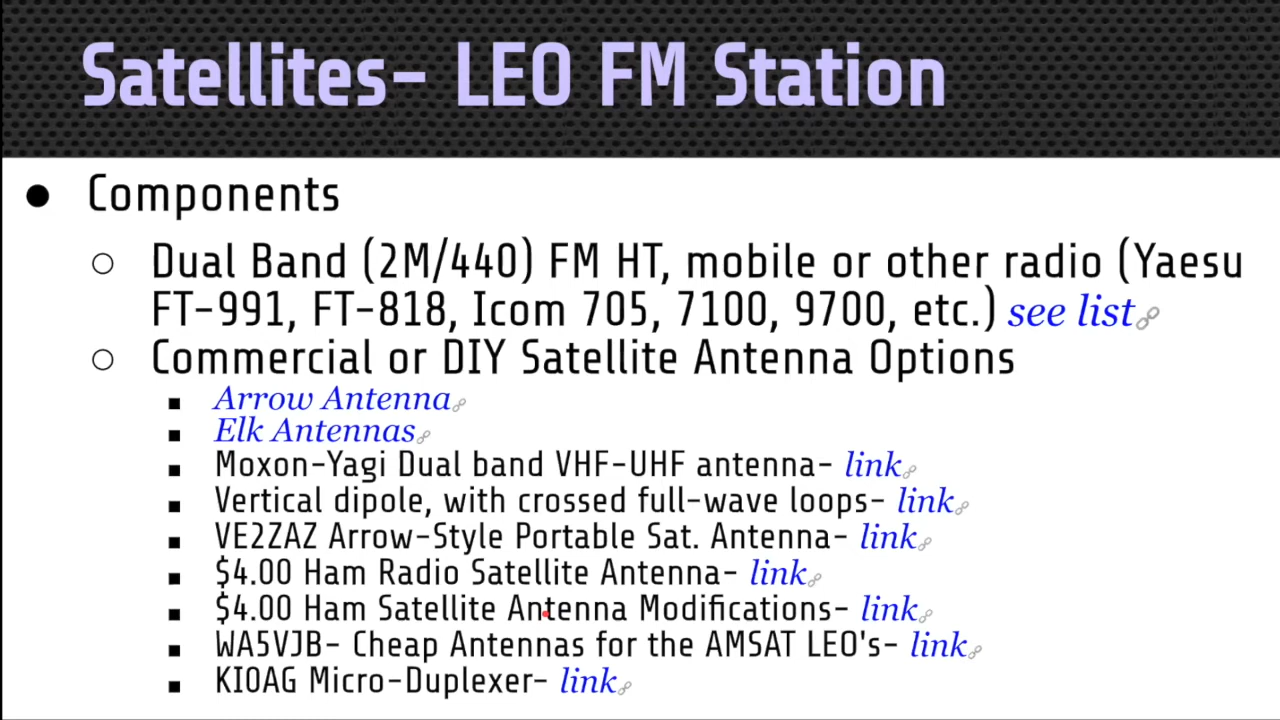 Satellites- LEO FM Station
Components
Dual Band (2M/440) FM HT, mobile or other radio (Yaesu
FT-991, FT-818, Icom 705, 7100, 9700, etc.) see list
Commercial or DIY Satellite Antenna Options
Arrow Antenna
Elk Antennas
Moxon-Yagi Dual band VHF-UHF antenna- link
Vertical dipole, with crossed full-wave loops- link
VE2ZAZ Arrow-Style Portable Sat. Antenna- link
$4.00 Ham Radio Satellite Antenna- link
$4.00 Ham Satellite Antenna Modifications- link
WA5VJB- Cheap Antennas for the AMSAT LEO's- link
KI0AG Micro-Duplexer- link